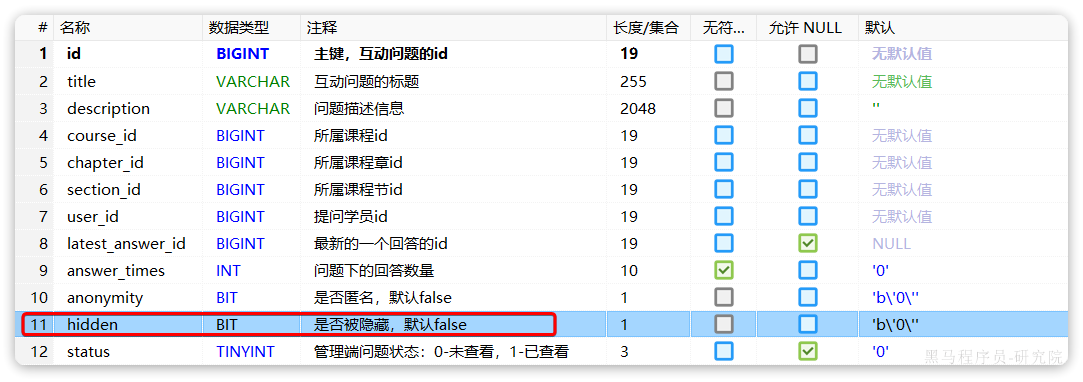 # 名称 数据类型 注释 长度/集合 无符... 允许 NULL 默认
1 id BIGINT 主键，互动问题的id 19 无默认值
2 title VARCHAR 互动问题的标题 255 无默认值
3 description VARCHAR 问题描述信息 2048 ''
4 course_id BIGINT 所属课程id 19 无默认值
5 chapter_id BIGINT 所属课程章id 19 无默认值
6 section_id BIGINT 所属课程节id 19 无默认值
7 user_id BIGINT 提问学员id 19 无默认值
8 latest_answer_id BIGINT 最新的一个回答的id 19 NULL
9 answer_times INT 问题下的回答数量 10 '0'
10 anonymity BIT 是否匿名，默认false 1 'b\'0\''
11 hidden BIT 是否被隐藏，默认false 1 'b\'0\''
12 status TINYINT 管理端问题状态：0-未查看，1-已查看 3 '0'
黑马程序员-研究院